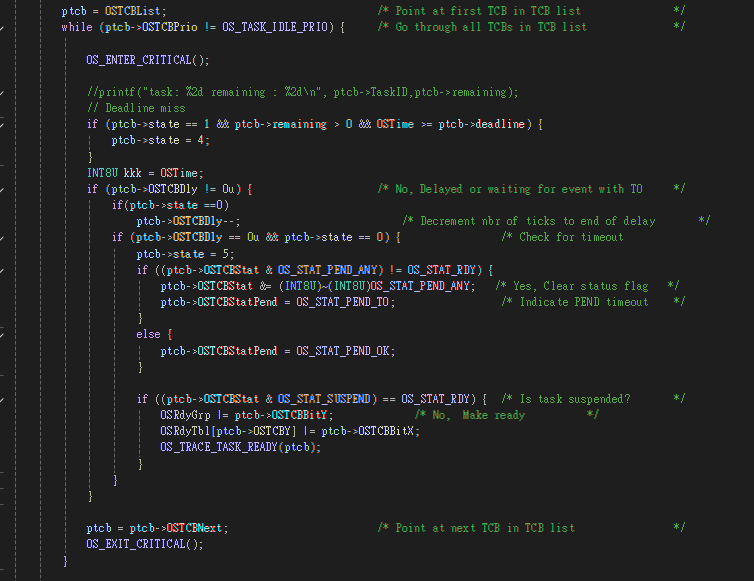 ptcb = OSTCBList;                                  /* Point at first TCB in TCB list               */
while (ptcb->OSTCBPrio != OS_TASK_IDLE_PRIO) {     /* Go through all TCBs in TCB list              */
    OS_ENTER_CRITICAL();
    //printf("task: %2d remaining : %2d\n", ptcb->TaskID,ptcb->remaining);
    // Deadline miss
    if (ptcb->state == 1 && ptcb->remaining > 0 && OSTime >= ptcb->deadline) {
        ptcb->state = 4;
    }
    INT8U kkk = OSTime;
    if (ptcb->OSTCBDly != 0u) {                    /* No, Delayed or waiting for event with TO     */
        if(ptcb->state ==0)
            ptcb->OSTCBDly--;                          /* Decrement nbr of ticks to end of delay       */
        if (ptcb->OSTCBDly == 0u && ptcb->state == 0) {                /* Check for timeout
            ptcb->state = 5;
            if ((ptcb->OSTCBStat & OS_STAT_PEND_ANY) != OS_STAT_RDY) {
                ptcb->OSTCBStat &= (INT8U)~(INT8U)OS_STAT_PEND_ANY;   /* Yes, Clear status flag   */
                ptcb->OSTCBStatPend = OS_STAT_PEND_TO;                 /* Indicate PEND timeout    */
            }
            else {
                ptcb->OSTCBStatPend = OS_STAT_PEND_OK;
            }
            if ((ptcb->OSTCBStat & OS_STAT_SUSPEND) == OS_STAT_RDY) {  /* Is task suspended?       */
                OSRdyGrp |= ptcb->OSTCBBitY;             /* No,  Make ready          */
                OSRdyTbl[ptcb->OSTCBY] |= ptcb->OSTCBBitX;
                OS_TRACE_TASK_READY(ptcb);
            }
        }
    }
    ptcb = ptcb->OSTCBNext;                        /* Point at next TCB in TCB list                */
    OS_EXIT_CRITICAL();
}